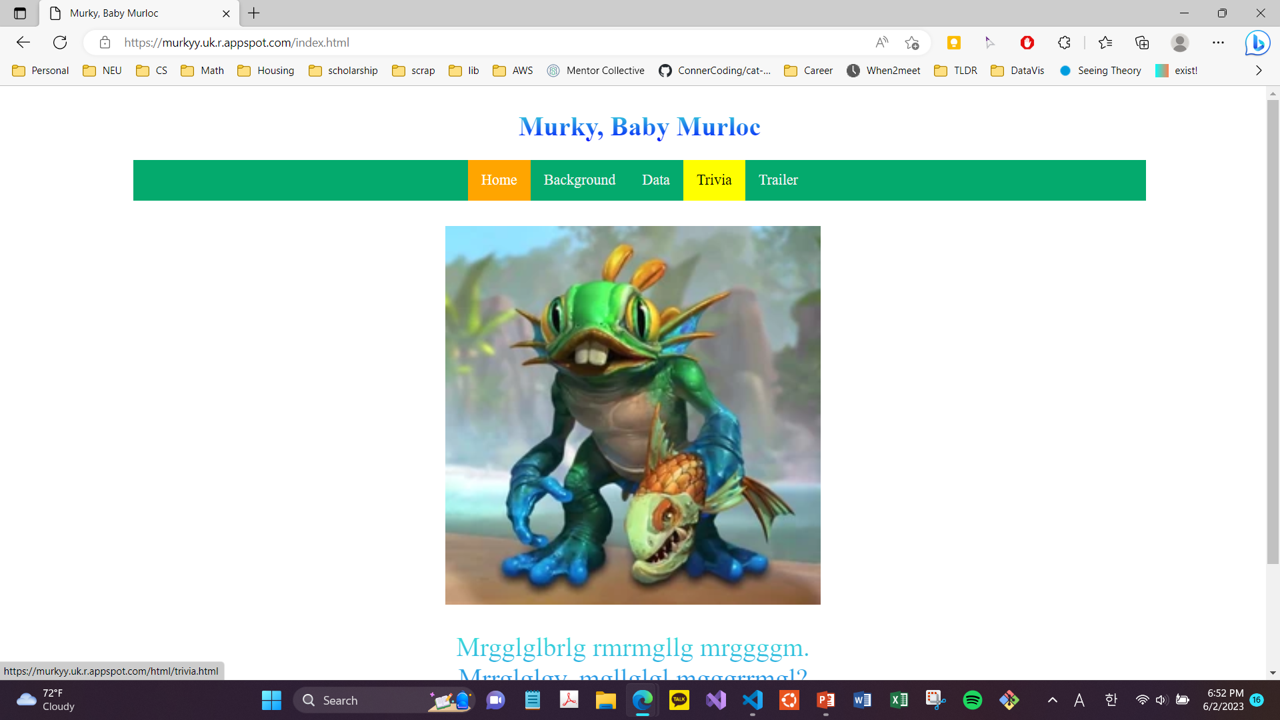 Murky, Baby Murloc
https://murkyy.uk.r.appspot.com/index.html
Personal NEU CS Math Housing scholarship scrap lib AWS Mentor Collective ConnerCoding/cat-... Career When2meet TLDR DataVis Seeing Theory exist!
Murky, Baby Murloc
Home Background Data Trivia Trailer
Mrgglglbrlg rmrmgllg mrggggm.
https://murkyy.uk.r.appspot.com/html/trivia.html
72°F
Cloudy
Search
TALK
A 한
6:52 PM
6/2/2023
16